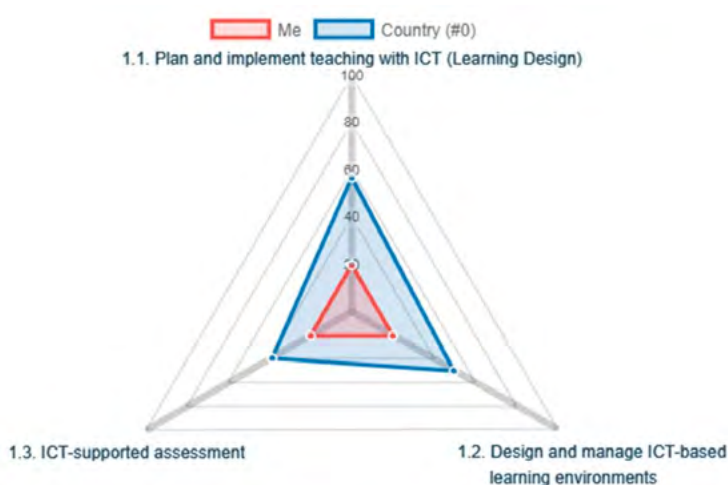 Me Country (#0)
1.1. Plan and implement teaching with ICT (Learning Design)
100
80
60
40
1.3. ICT-supported assessment
1.2. Design and manage ICT-based
learning environments